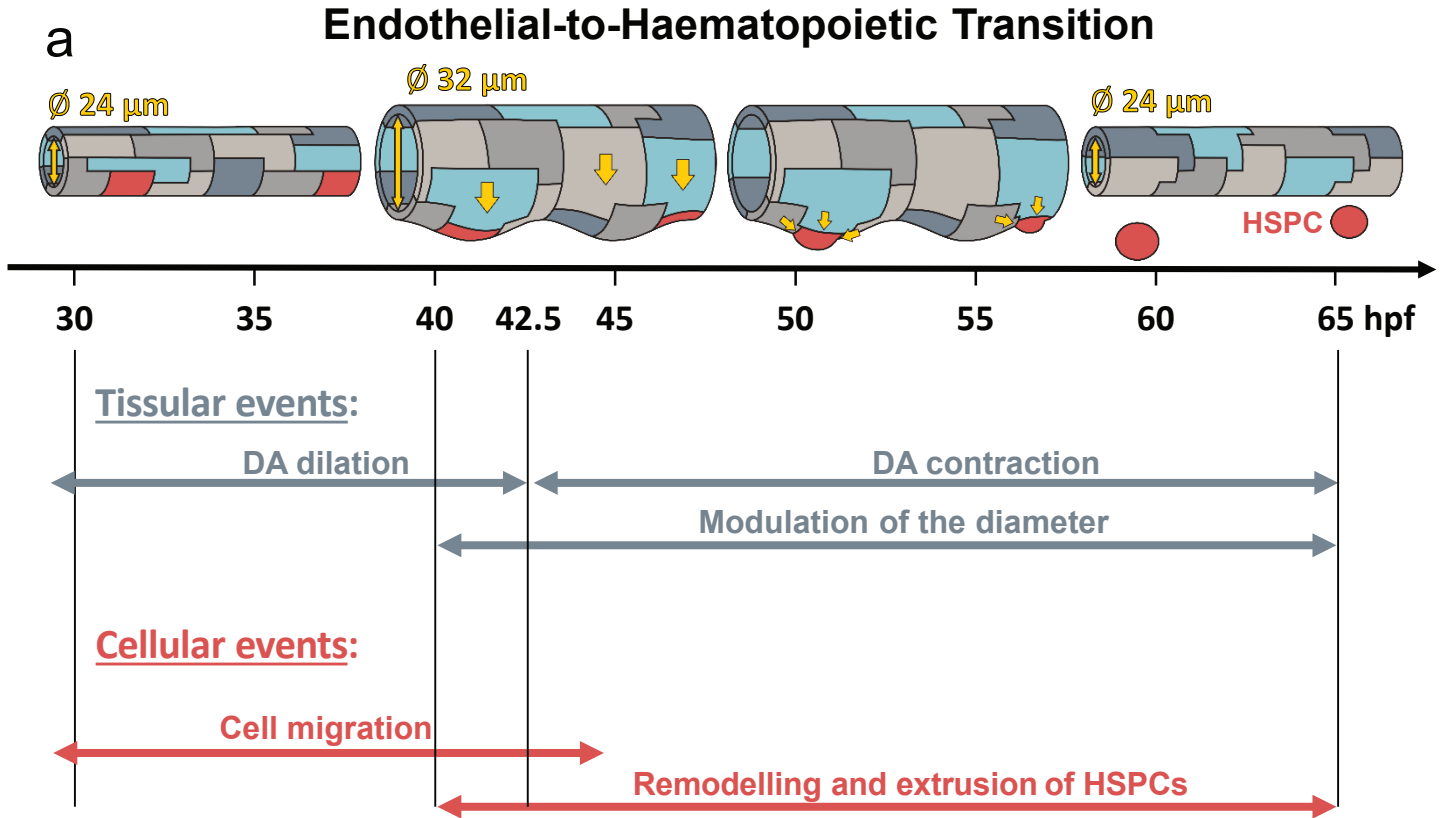 Endothelial-to-Haematopoietic Transition
a
Ø 24 µm
Ø 32 µm
Ø 24 µm
HSPC
30 35 40 42.5 45 50 55 60 65 hpf
Tissular events:
DA dilation
DA contraction
Modulation of the diameter
Cellular events:
Cell migration
Remodelling and extrusion of HSPCs